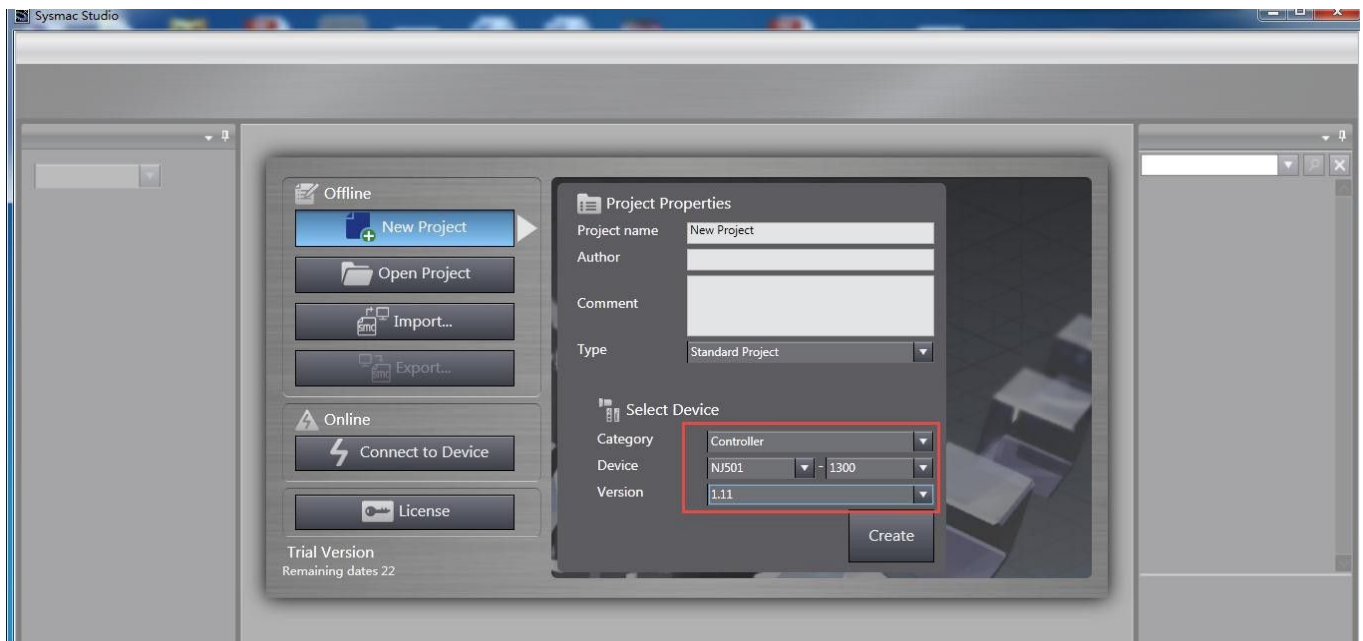 Sysmac Studio
Offline
New Project
Open Project
Import...
Export...
Online
Connect to Device
License
Trial Version
Remaining dates 22
Project Properties
Project name New Project
Author
Comment
Type Standard Project
Select Device
Category Controller
Device NJ501 - 1300
Version 1.11
Create